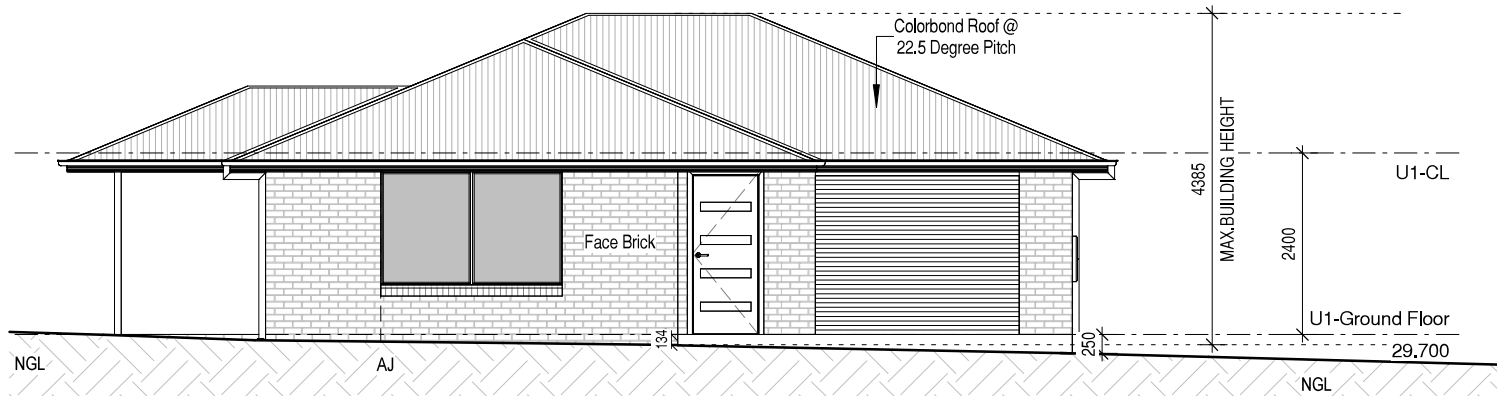 Colorbond Roof @
22.5 Degree Pitch
4385
MAX.BUILDING HEIGHT
U1-CL
2400
Face Brick
U1-Ground Floor
134
250
29.700
NGL
AJ
NGL